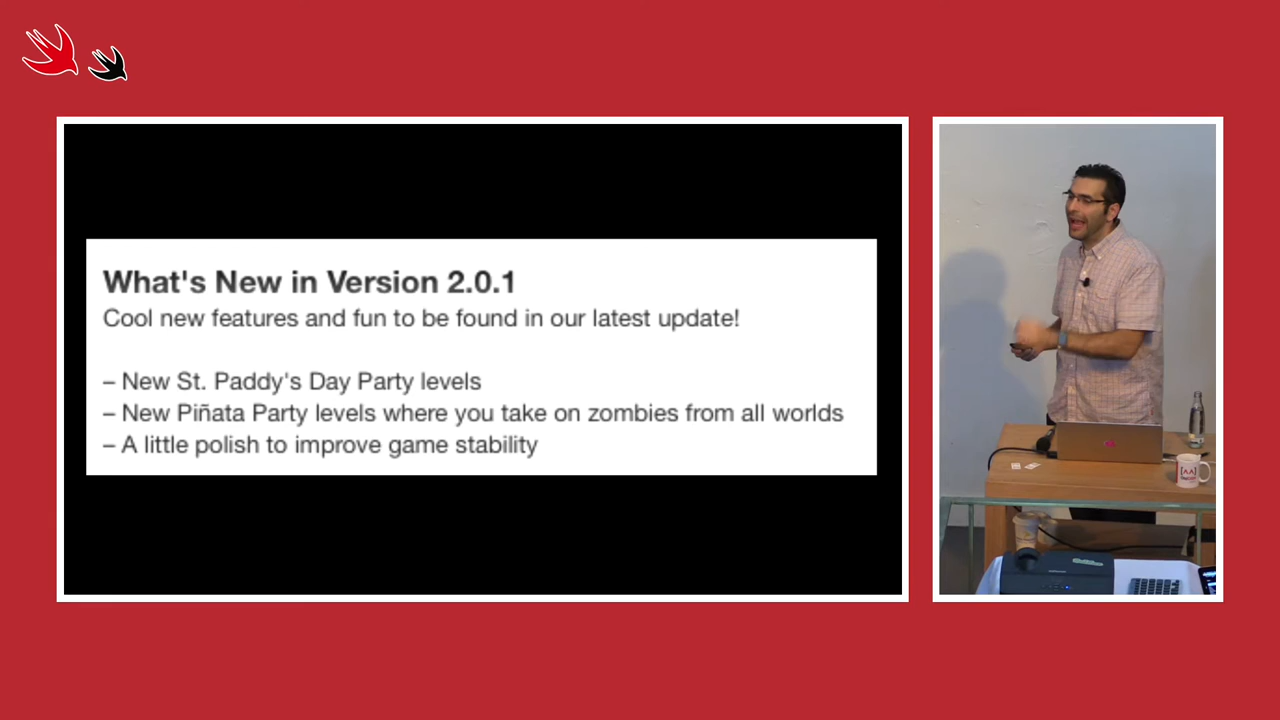 What's New in Version 2.0.1
Cool new features and fun to be found in our latest update!
– New St. Paddy's Day Party levels
– New Piñata Party levels where you take on zombies from all worlds
– A little polish to improve game stability